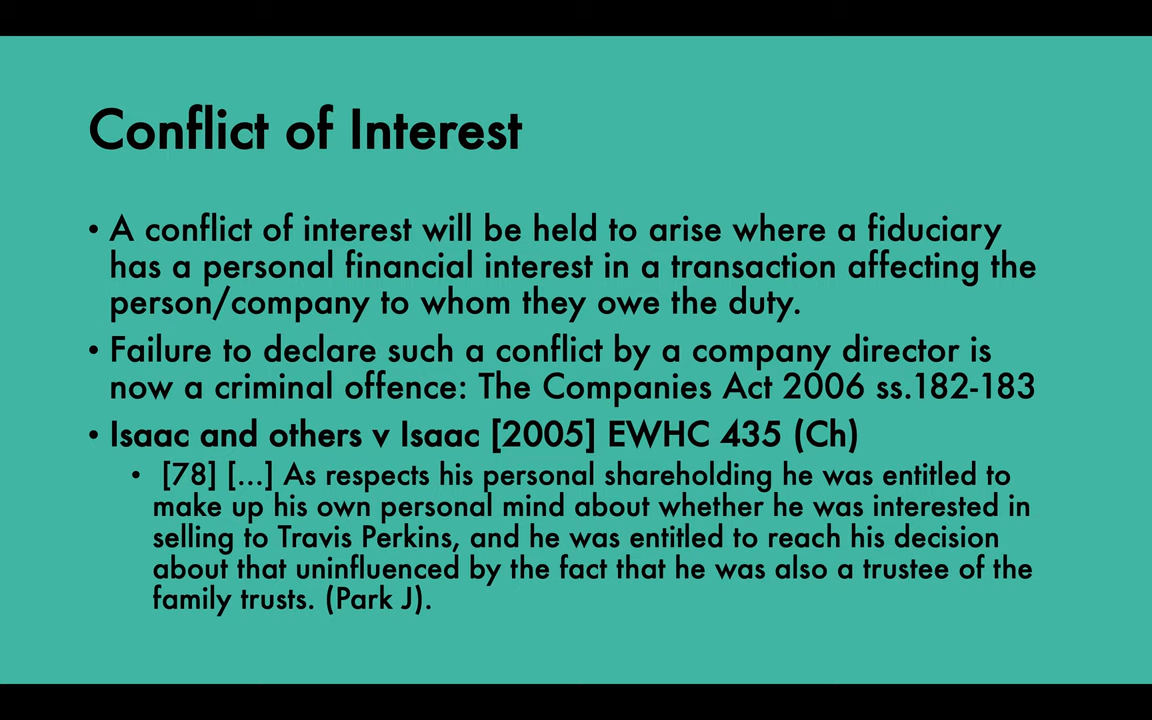 Conflict of Interest
• A conflict of interest will be held to arise where a fiduciary
has a personal financial interest in a transaction affecting the
person/company to whom they owe the duty.
• Failure to declare such a conflict by a company director is
now a criminal offence: The Companies Act 2006 ss.182-183
• Isaac and others v Isaac [2005] EWHC 435 (Ch)
• [78] [...] As respects his personal shareholding he was entitled to
make up his own personal mind about whether he was interested in
selling to Travis Perkins, and he was entitled to reach his decision
about that uninfluenced by the fact that he was also a trustee of the
family trusts. (Park J).